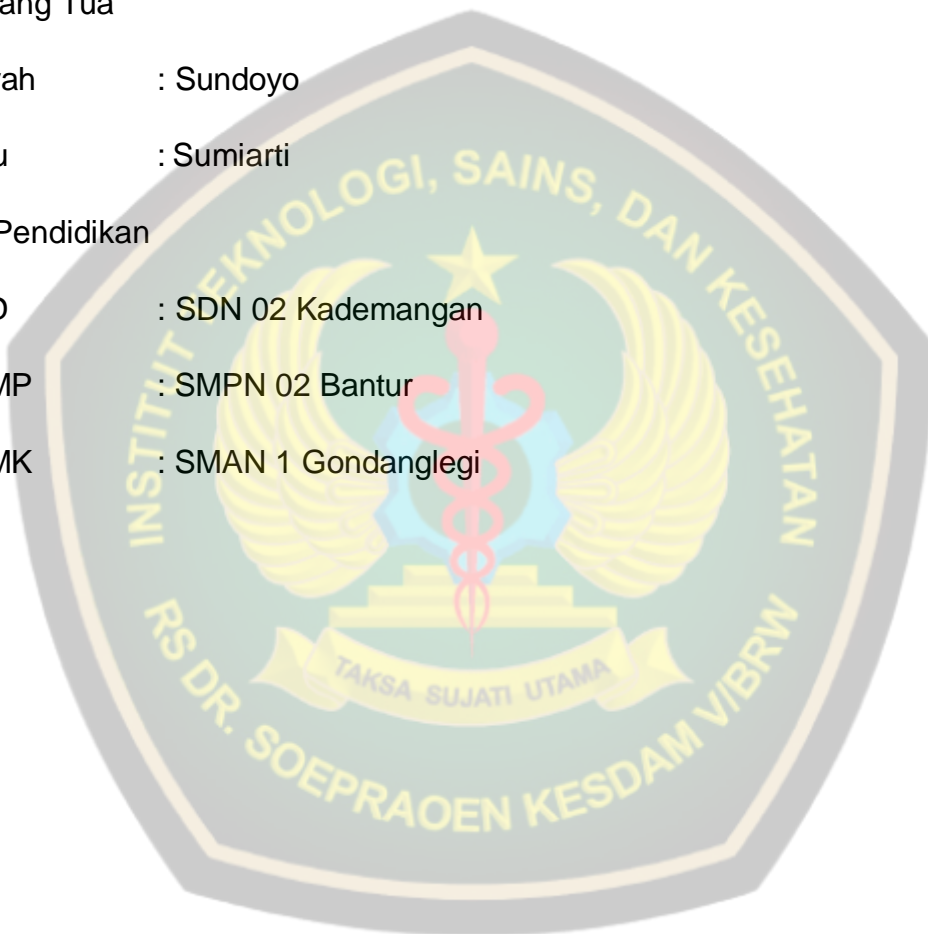 ang Tua
ah : Sundoyo
u : Sumiarti
Pendidikan
D : SDN 02 Kademangan
MP : SMPN 02 Bantur
MK : SMAN 1 Gondanglegi
INSTITUT TEKNOLOGI, SAINS, DAN KESEHATAN
TAKSA SUJATI UTAMA
RS DR. SOEPRAOEN KESDAM V/BRW